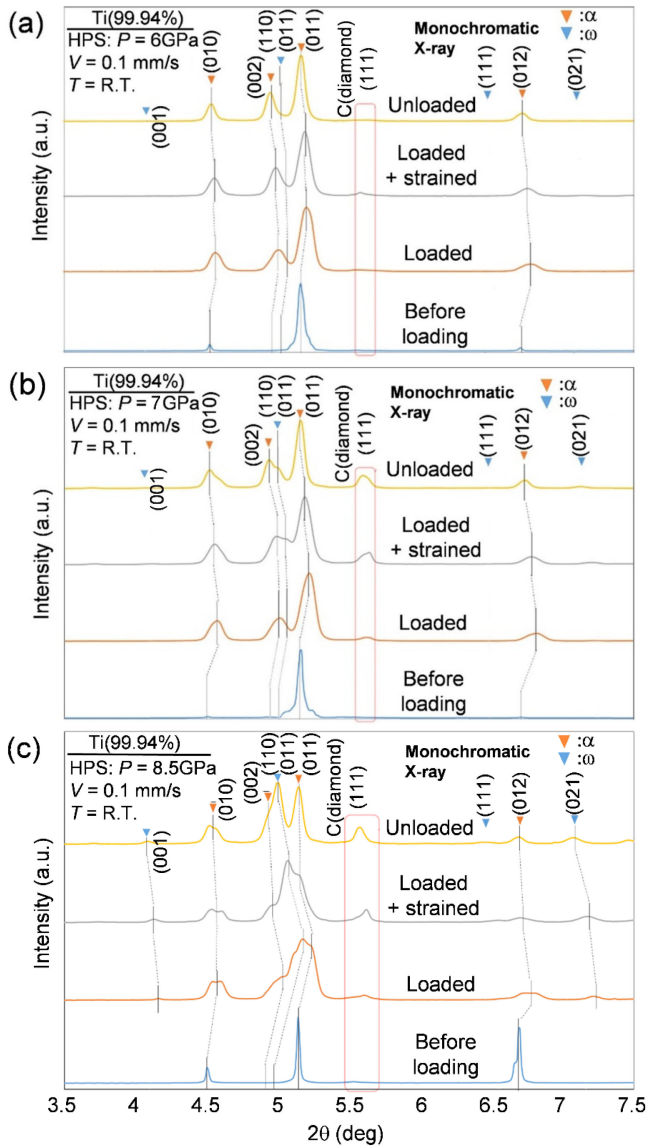 (a)
Ti(99.94%)
HPS: P = 6GPa
V = 0.1 mm/s
T = R.T.
(001)
(010)
(002)
(110)
(011)
(011)
C(diamond)
(111)
Monochromatic
X-ray
:α
:ω
(111)
(012)
(021)
Unloaded
Loaded
+ strained
Loaded
Before
loading
Intensity (a.u.)
(b)
Ti(99.94%)
HPS: P = 7GPa
V = 0.1 mm/s
T = R.T.
(001)
(010)
(002)
(110)
(011)
(011)
C(diamond)
(111)
Monochromatic
X-ray
:α
:ω
(111)
(012)
(021)
Unloaded
Loaded
+ strained
Loaded
Before
loading
Intensity (a.u.)
(c)
Ti(99.94%)
HPS: P = 8.5GPa
V = 0.1 mm/s
T = R.T.
(001)
(010)
(002)
(110)
(011)
(011)
C(diamond)
(111)
Monochromatic
X-ray
:α
:ω
(111)
(012)
(021)
Unloaded
Loaded
+ strained
Loaded
Before
loading
Intensity (a.u.)
3.5 4 4.5 5 5.5 6 6.5 7 7.5
2θ (deg)